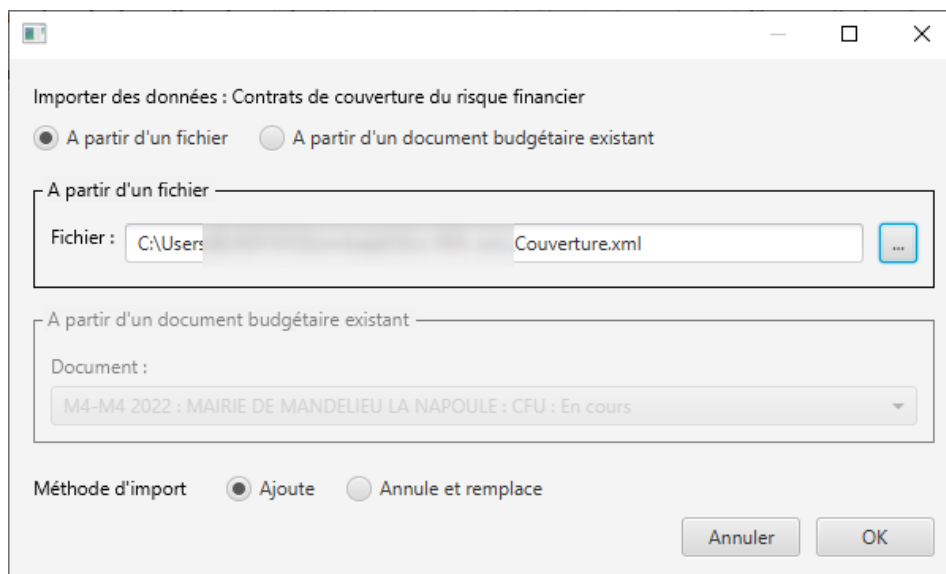 Importer des données : Contrats de couverture du risque financier
A partir d'un fichier A partir d'un document budgétaire existant
A partir d'un fichier
Fichier : C:\Users Couverture.xml ...
A partir d'un document budgétaire existant
Document :
M4-M4 2022 : MAIRIE DE MANDELIEU LA NAPOULE : CFU : En cours
Méthode d'import Ajoute Annule et remplace
Annuler OK